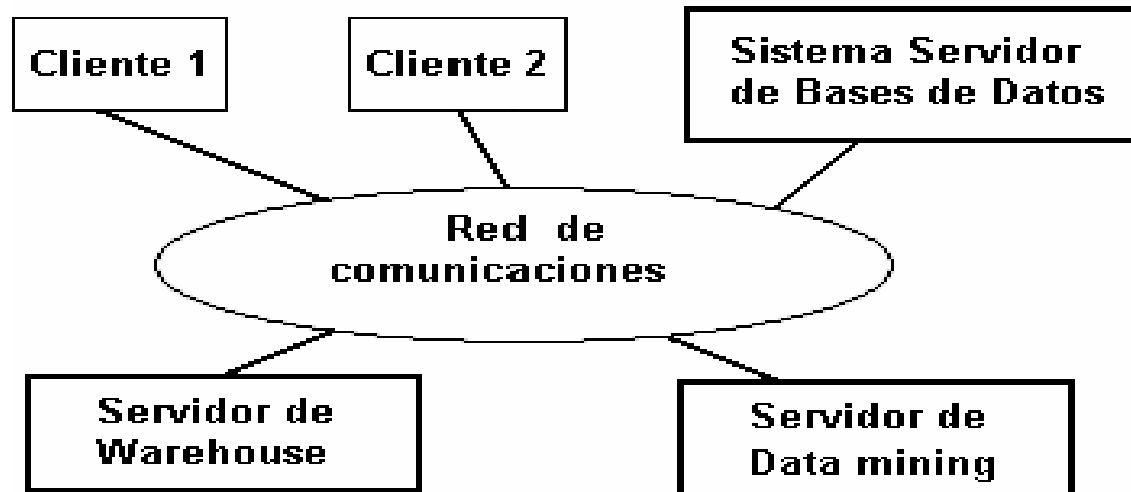 Cliente 1
Cliente 2
Sistema Servidor
de Bases de Datos
Red de
comunicaciones
Servidor de
Warehouse
Servidor de
Data mining